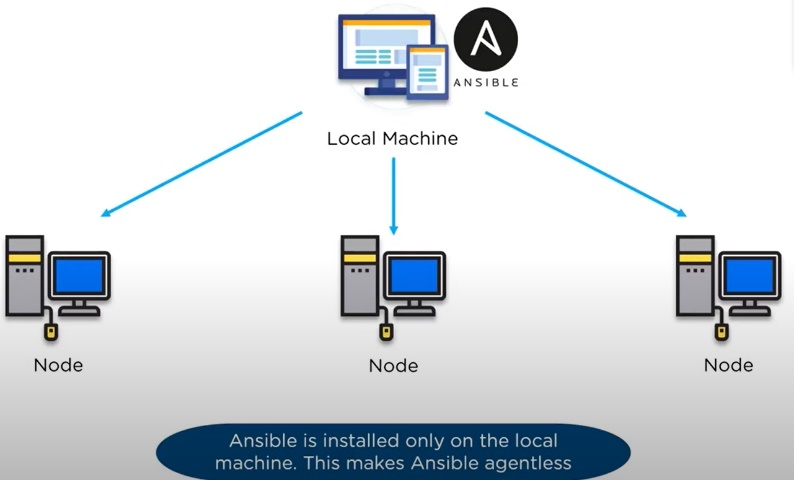 ANSIBLE
Local Machine
Node
Node
Node
Ansible is installed only on the local
machine. This makes Ansible agentless